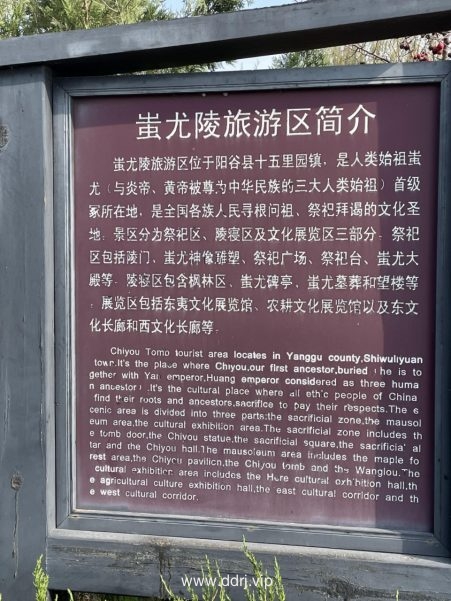 蚩尤陵旅游区简介
蚩尤陵旅游区位于阳谷县十五里园镇，是人类始祖蚩
尤（与炎帝、黄帝被尊为中华民族的三大人类始祖）首级
冢所在地，是全国各族人民寻根问祖、祭祀拜谒的文化圣
地。景区分为祭祀区、陵寝区及文化展览区三部分。祭祀
区包括陵门、蚩尤神像雕塑、祭祀广场、祭祀台、蚩尤大
殿等。陵寝区包含枫林区、蚩尤碑亭、蚩尤墓葬和望楼等
。展览区包括东夷文化展览馆、农耕文化展览馆以及东文
化长廊和西文化长廊等。
Chiyou Tomo tourist area locates in Yanggu county,Shiwuliyuan
town.It's the place where Chiyou,our first ancestor,buried (he is to
gether with Yan emperor,Huang emperor considered as three huma
n ancestor) .It's the cultural place where all ethic people of China
find their roots and ancestors,sacrifice to pay their respects.The s
cenic area is divided into three parts:the sacrificial zone,the mausol
eum area,the cultural exhibition area.The sacrificial zone includes th
e tomb door,the Chiyou statue,the sacrificial square,the sacrificial al
tar and the Chiyou hall.The mausoleum area includes the maple fo
rest area,the Chiyou pavilion,the Chiyou tomb and the Wanglou.The
cultural exhibition area includes the cultural exhibition hall,th
e agricultural culture exhibition hall,the east cultural corridor and th
e west cultural corridor.
www.ddrj.vip